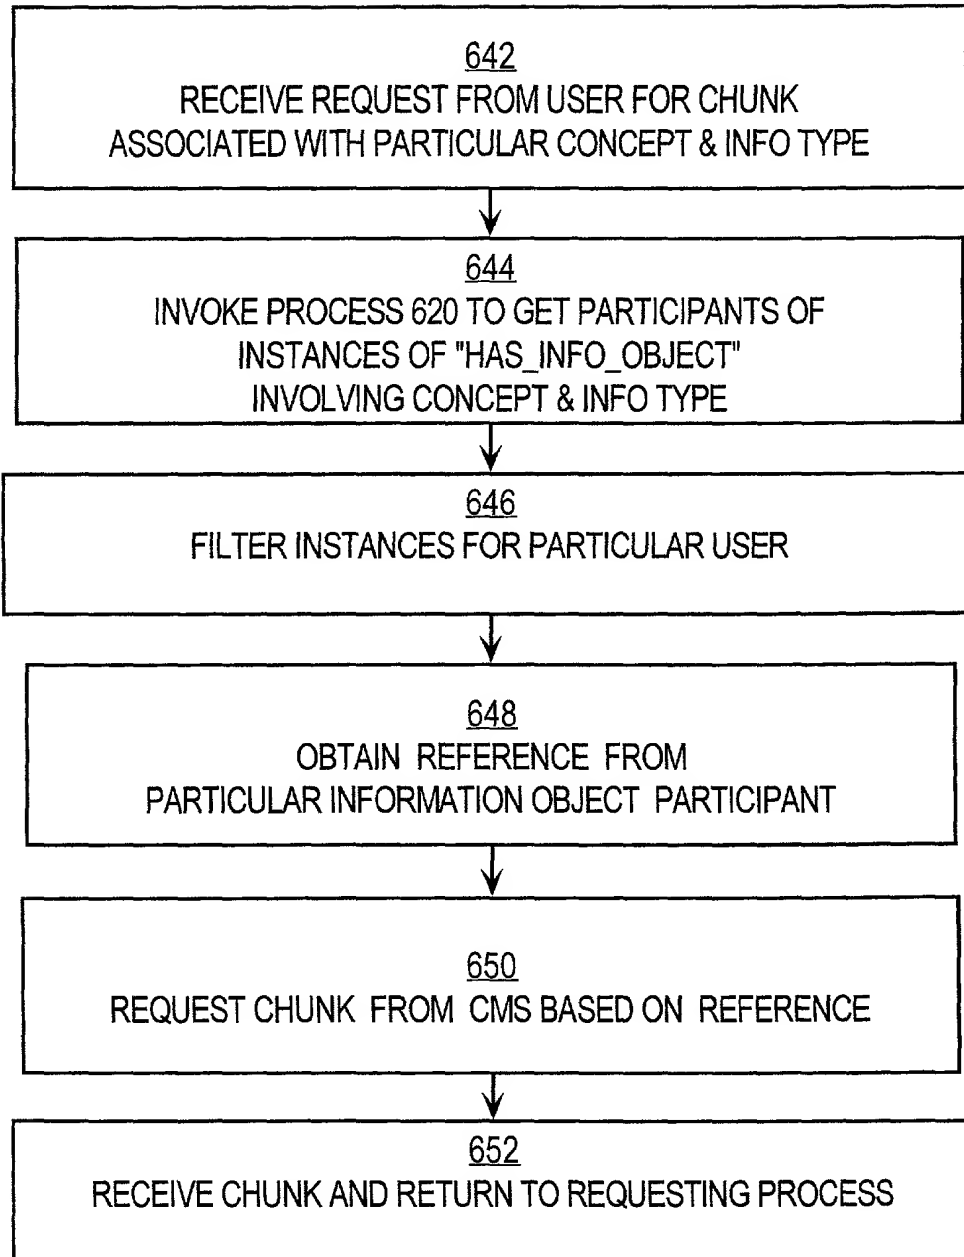 642
RECEIVE REQUEST FROM USER FOR CHUNK
ASSOCIATED WITH PARTICULAR CONCEPT & INFO TYPE
644
INVOKE PROCESS 620 TO GET PARTICIPANTS OF
INSTANCES OF "HAS_INFO_OBJECT"
INVOLVING CONCEPT & INFO TYPE
646
FILTER INSTANCES FOR PARTICULAR USER
648
OBTAIN REFERENCE FROM
PARTICULAR INFORMATION OBJECT PARTICIPANT
650
REQUEST CHUNK FROM CMS BASED ON REFERENCE
652
RECEIVE CHUNK AND RETURN TO REQUESTING PROCESS